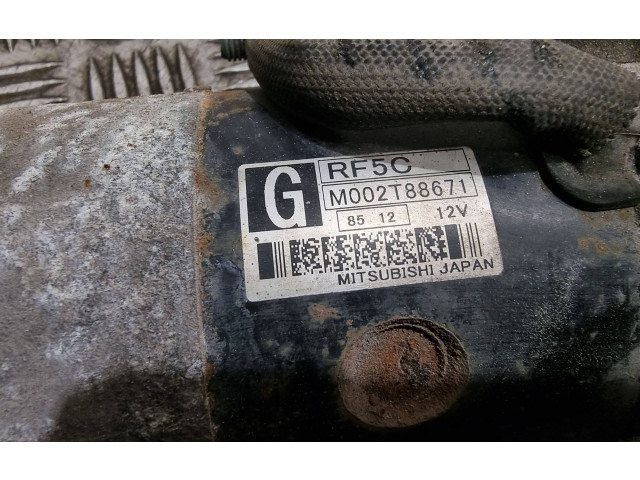 G
RF5C
M002T88671
85 12 12V
MITSUBISHI JAPAN